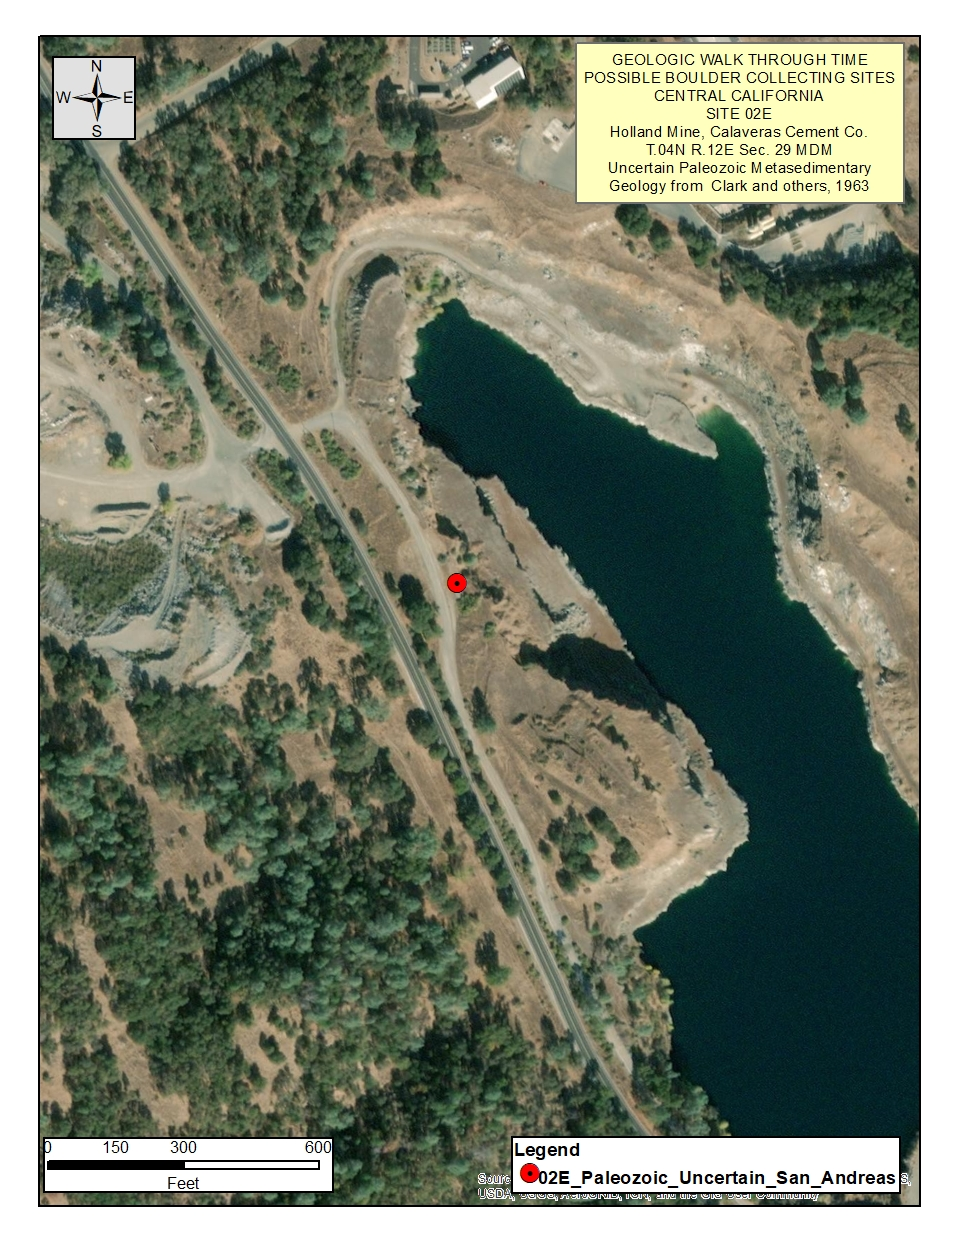 N
W E
S
GEOLOGIC WALK THROUGH TIME
POSSIBLE BOULDER COLLECTING SITES
CENTRAL CALIFORNIA
SITE 02E
Holland Mine, Calaveras Cement Co.
T.04N R.12E Sec. 29 MDM
Uncertain Paleozoic Metasedimentary
Geology from Clark and others, 1963
0 150 300 600
Feet
Legend
02E_Paleozoic_Uncertain_San_Andreas